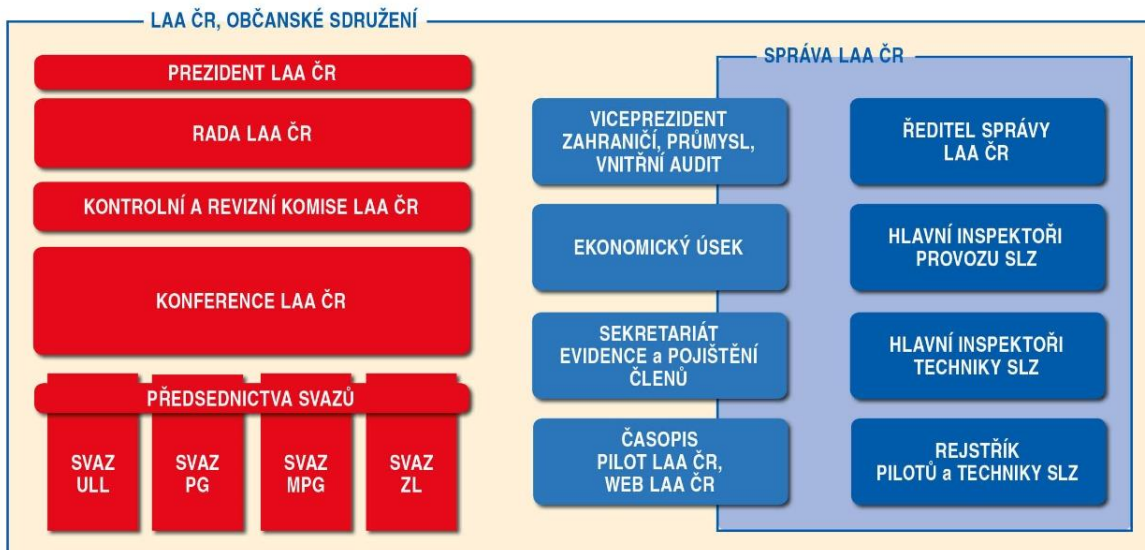 LAA ČR, OBČANSKÉ SDRUŽENÍ
PREZIDENT LAA ČR
RADA LAA ČR
KONTROLNÍ A REVIZNÍ KOMISE LAA ČR
KONFERENCE LAA ČR
PŘEDSEDNICTVA SVAZŮ
SVAZ
ULL
SVAZ
PG
SVAZ
MPG
SVAZ
ZL
SPRÁVA LAA ČR
VICEPREZIDENT
ZAHRANIČÍ, PRŮMYSL,
VNITŘNÍ AUDIT
ŘEDITEL SPRÁVY
LAA ČR
EKONOMICKÝ ÚSEK
HLAVNÍ INSPEKTOŘI
PROVOZU SLZ
SEKRETARIÁT
EVIDENCE a POJIŠTĚNÍ
ČLENŮ
HLAVNÍ INSPEKTOŘI
TECHNIKY SLZ
ČASOPIS
PILOT LAA ČR,
WEB LAA ČR
REJSTŘÍK
PILOTŮ a TECHNIKY SLZ